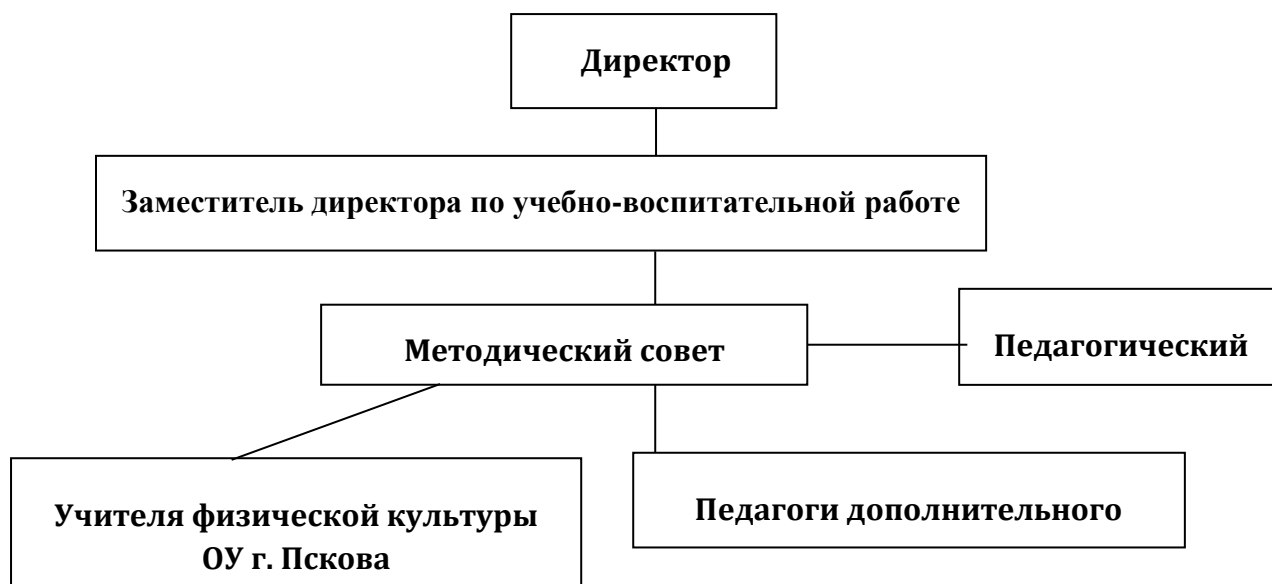 Директор
Заместитель директора по учебно-воспитательной работе
Методический совет
Педагогический
Учителя физической культуры
ОУ г. Пскова
Педагоги дополнительного